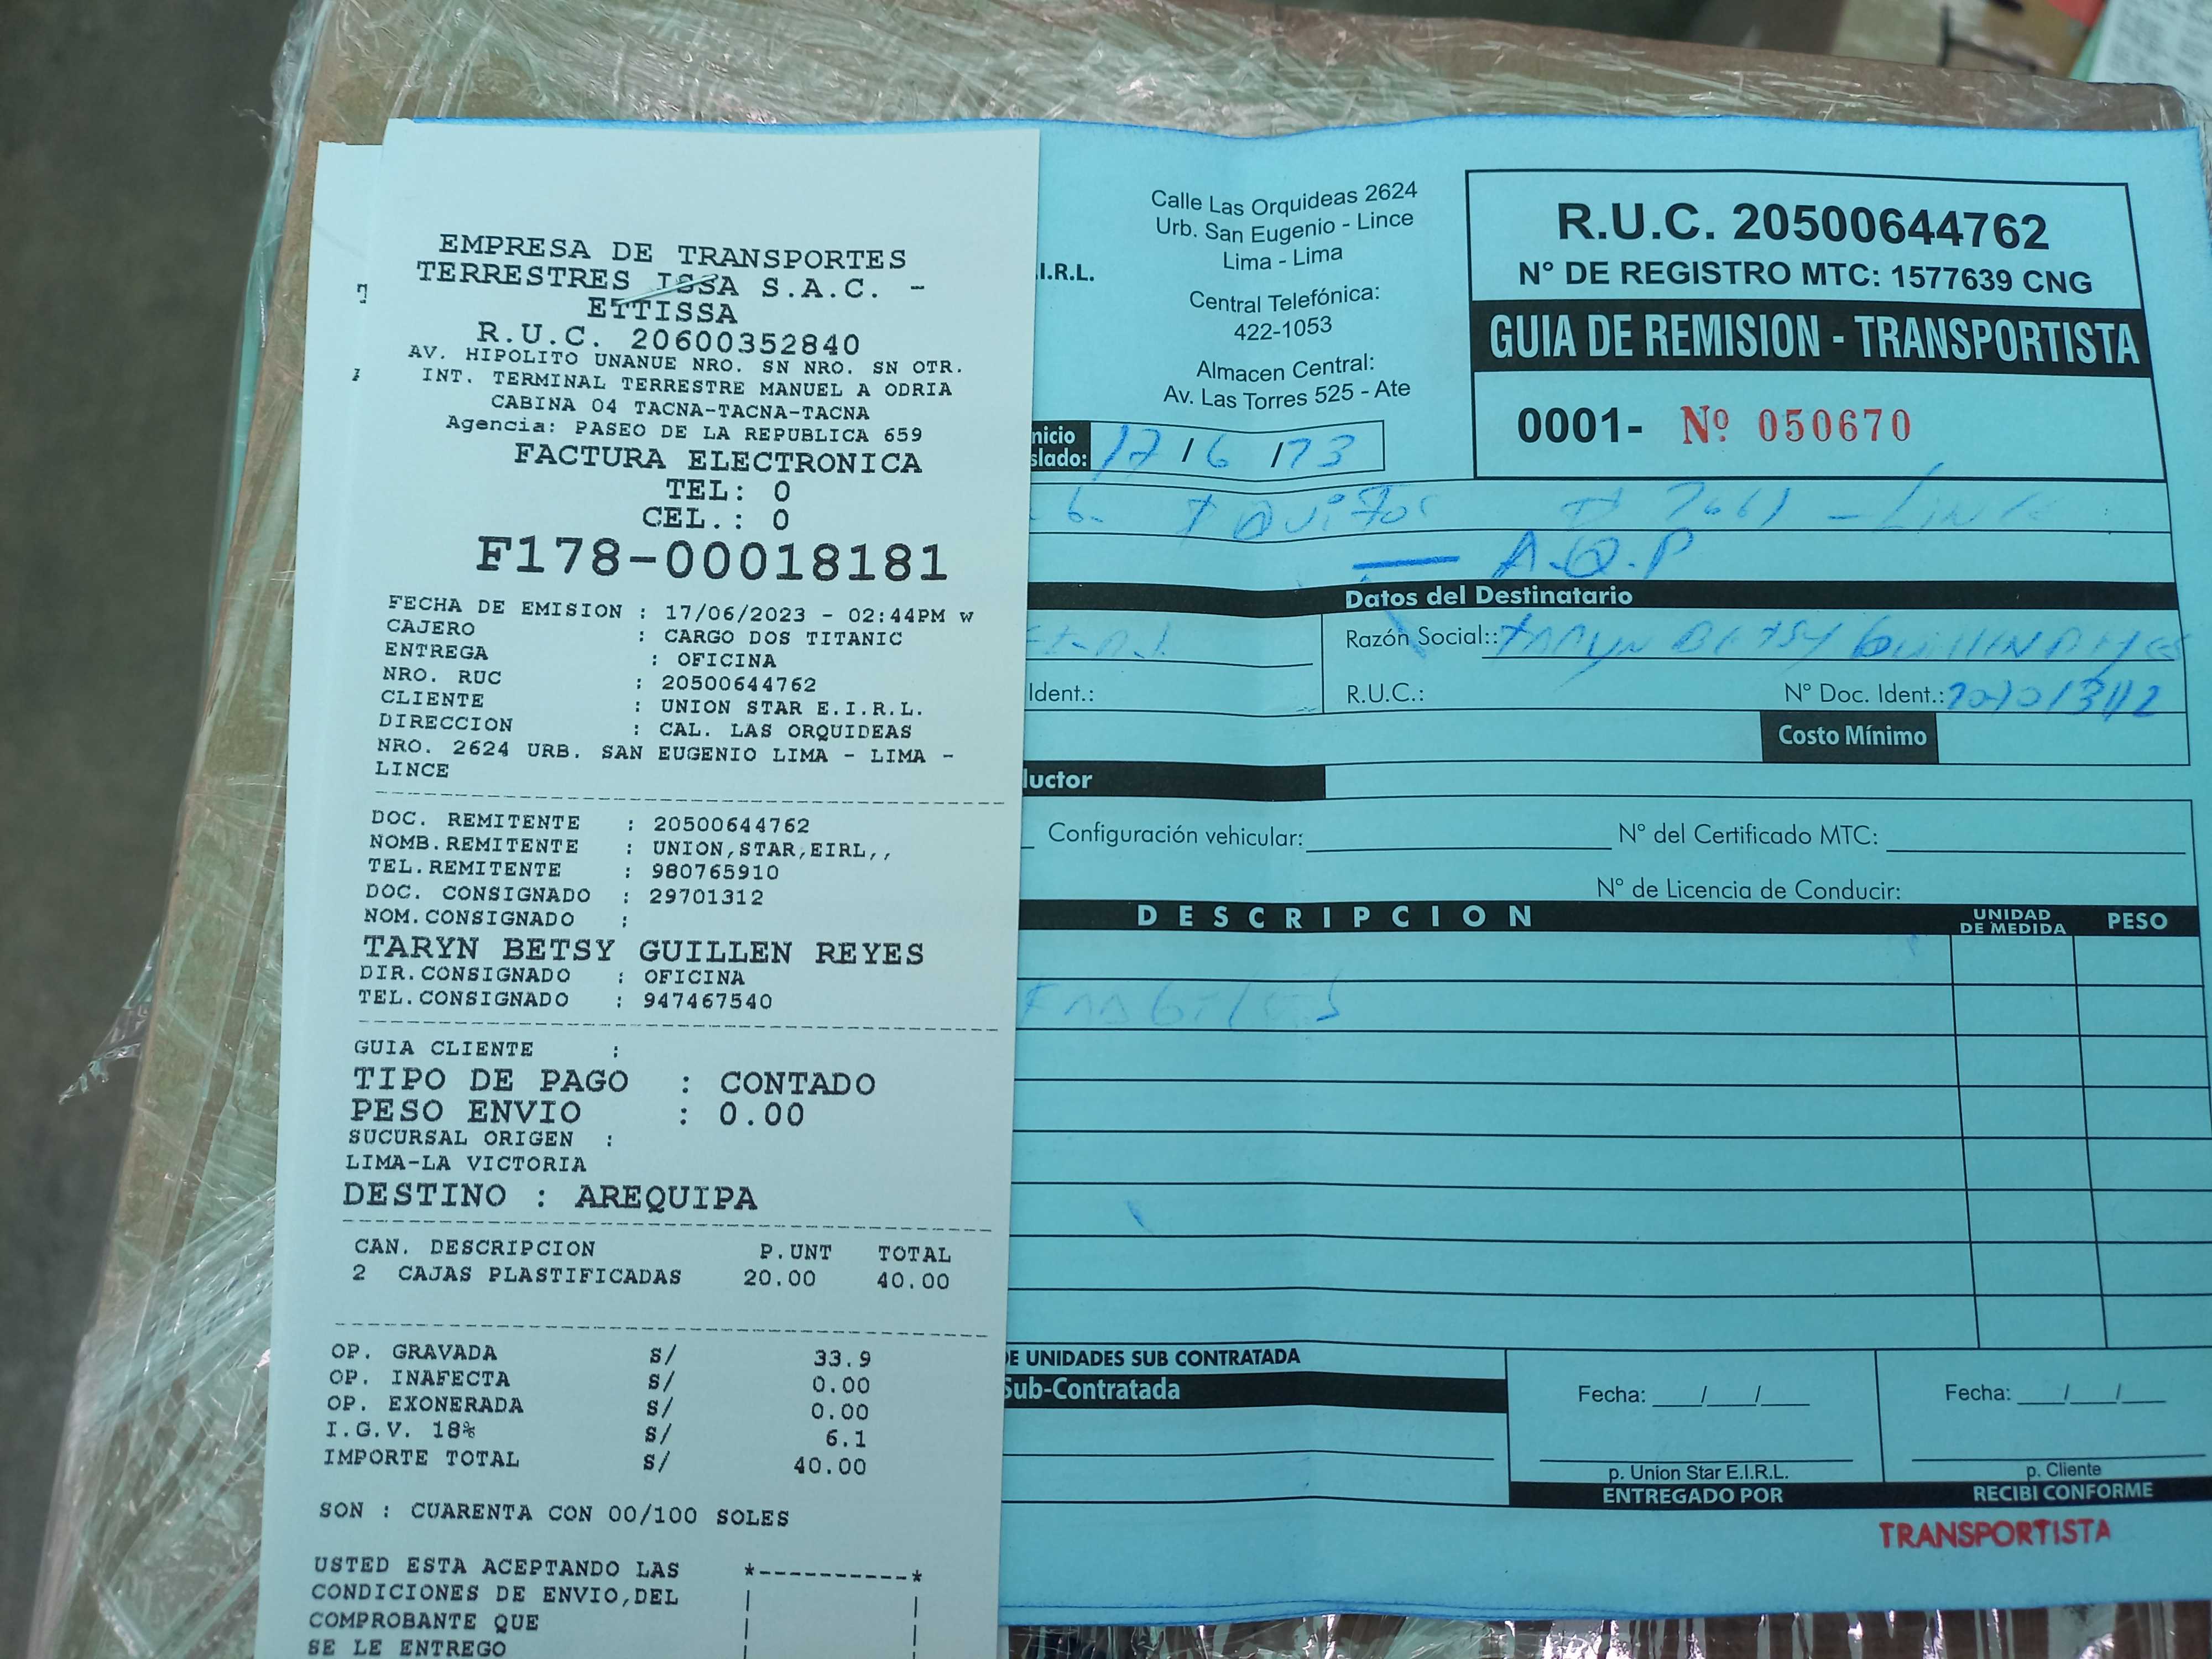 EMPRESA DE TRANSPORTES
TERRESTRES ISSA S.A.C. -
ETTISSA
R.U.C. 20600352840
AV. HIPOLITO UNANUE NRO. SN NRO. SN OTR.
INT. TERMINAL TERRESTRE MANUEL A ODRIA
CABINA 04 TACNA-TACNA-TACNA
Agencia: PASEO DE LA REPUBLICA 659
FACTURA ELECTRONICA
TEL: 0
CEL.: 0
F178-00018181
FECHA DE EMISION : 17/06/2023 - 02:44PM w
CAJERO : CARGO DOS TITANIC
ENTREGA : OFICINA
NRO. RUC : 20500644762
CLIENTE : UNION STAR E.I.R.L.
DIRECCION : CAL. LAS ORQUIDEAS
NRO. 2624 URB. SAN EUGENIO LIMA - LIMA -
LINCE
DOC. REMITENTE : 20500644762
NOMB.REMITENTE : UNION,STAR,EIRL,,
TEL.REMITENTE : 980765910
DOC. CONSIGNADO : 29701312
NOM.CONSIGNADO :
TARYN BETSY GUILLEN REYES
DIR.CONSIGNADO : OFICINA
TEL.CONSIGNADO : 947467540
GUIA CLIENTE :
TIPO DE PAGO : CONTADO
PESO ENVIO : 0.00
SUCURSAL ORIGEN :
LIMA-LA VICTORIA
DESTINO : AREQUIPA
CAN. DESCRIPCION P.UNT TOTAL
2 CAJAS PLASTIFICADAS 20.00 40.00
OP. GRAVADA S/ 33.9
OP. INAFECTA S/ 0.00
OP. EXONERADA S/ 0.00
I.G.V. 18% S/ 6.1
IMPORTE TOTAL S/ 40.00
SON : CUARENTA CON 00/100 SOLES
USTED ESTA ACEPTANDO LAS
CONDICIONES DE ENVIO,DEL
COMPROBANTE QUE
SE LE ENTREGO
.I.R.L.
Calle Las Orquideas 2624
Urb. San Eugenio - Lince
Lima - Lima
Central Telefónica:
422-1053
Almacen Central:
Av. Las Torres 525 - Ate
R.U.C. 20500644762
N° DE REGISTRO MTC: 1577639 CNG
GUIA DE REMISION - TRANSPORTISTA
0001- Nº 050670
nicio
slado: 17/6/23
A.Q.P
Datos del Destinatario
Razón Social:: TARYN BETSY GUILLEN REYES
Ident.:
R.U.C.: N° Doc. Ident.:
Costo Mínimo
luctor
Configuración vehicular: N° del Certificado MTC:
N° de Licencia de Conducir:
DESCRIPCION UNIDAD DE MEDIDA PESO
E UNIDADES SUB CONTRATADA
Sub-Contratada
Fecha: __/__/__ Fecha: __/__/__
p. Union Star E.I.R.L. p. Cliente
ENTREGADO POR RECIBI CONFORME
TRANSPORTISTA